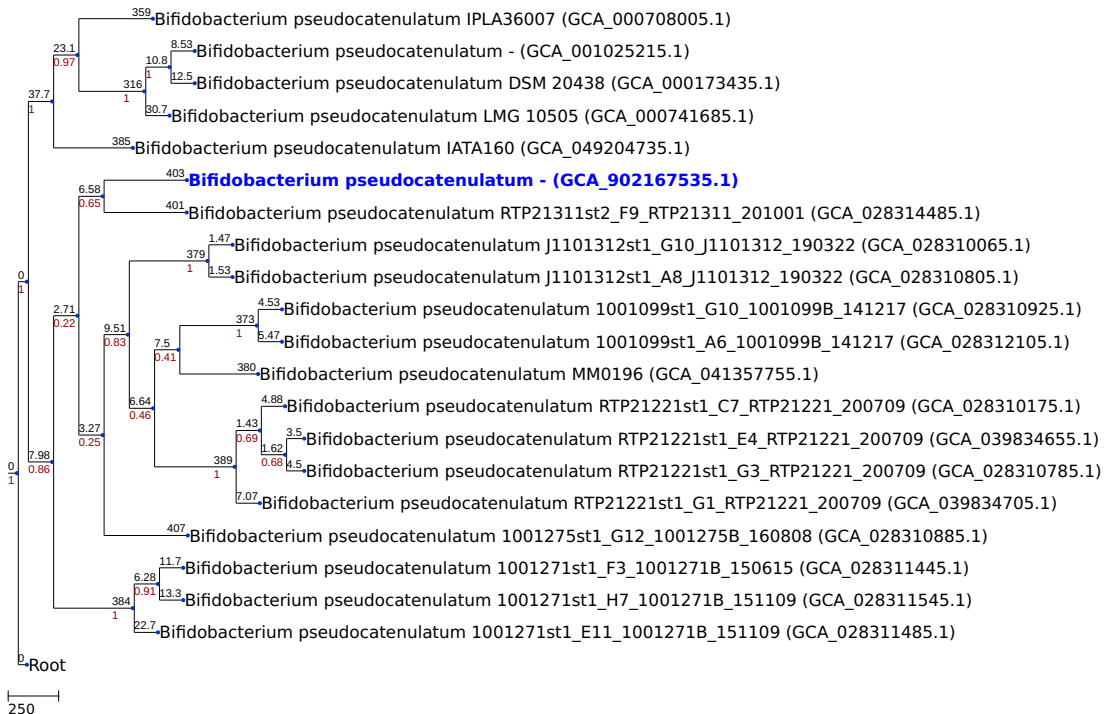 359 Bifidobacterium pseudocatenulatum IPLA36007 (GCA_000708005.1)
23.1
0.97
8.53 Bifidobacterium pseudocatenulatum - (GCA_001025215.1)
10.8
1
12.5 Bifidobacterium pseudocatenulatum DSM 20438 (GCA_000173435.1)
316
1
37.7
1
30.7 Bifidobacterium pseudocatenulatum LMG 10505 (GCA_000741685.1)
385 Bifidobacterium pseudocatenulatum IATA160 (GCA_049204735.1)
403 Bifidobacterium pseudocatenulatum - (GCA_902167535.1)
6.58
0.65
401 Bifidobacterium pseudocatenulatum RTP21311st2_F9_RTP21311_201001 (GCA_028314485.1)
1.47 Bifidobacterium pseudocatenulatum J1101312st1_G10_J1101312_190322 (GCA_028310065.1)
379
1
0
1
1.53 Bifidobacterium pseudocatenulatum J1101312st1_A8_J1101312_190322 (GCA_028310805.1)
4.53 Bifidobacterium pseudocatenulatum 1001099st1_G10_1001099B_141217 (GCA_028310925.1)
2.71
0.22
373
1
9.51
0.83
5.47 Bifidobacterium pseudocatenulatum 1001099st1_A6_1001099B_141217 (GCA_028312105.1)
7.5
0.41
380 Bifidobacterium pseudocatenulatum MM0196 (GCA_041357755.1)
6.64
0.46
4.88 Bifidobacterium pseudocatenulatum RTP21221st1_C7_RTP21221_200709 (GCA_028310175.1)
1.43
0.69
3.27
0.25
3.5 Bifidobacterium pseudocatenulatum RTP21221st1_E4_RTP21221_200709 (GCA_039834655.1)
1.62
0.68
7.98
0.86
389
1
0
1
4.5 Bifidobacterium pseudocatenulatum RTP21221st1_G3_RTP21221_200709 (GCA_028310785.1)
7.07 Bifidobacterium pseudocatenulatum RTP21221st1_G1_RTP21221_200709 (GCA_039834705.1)
407 Bifidobacterium pseudocatenulatum 1001275st1_G12_1001275B_160808 (GCA_028310885.1)
11.7 Bifidobacterium pseudocatenulatum 1001271st1_F3_1001271B_150615 (GCA_028311445.1)
6.28
0.91
13.3 Bifidobacterium pseudocatenulatum 1001271st1_H7_1001271B_151109 (GCA_028311545.1)
384
1
22.7 Bifidobacterium pseudocatenulatum 1001271st1_E11_1001271B_151109 (GCA_028311485.1)
0 Root
250